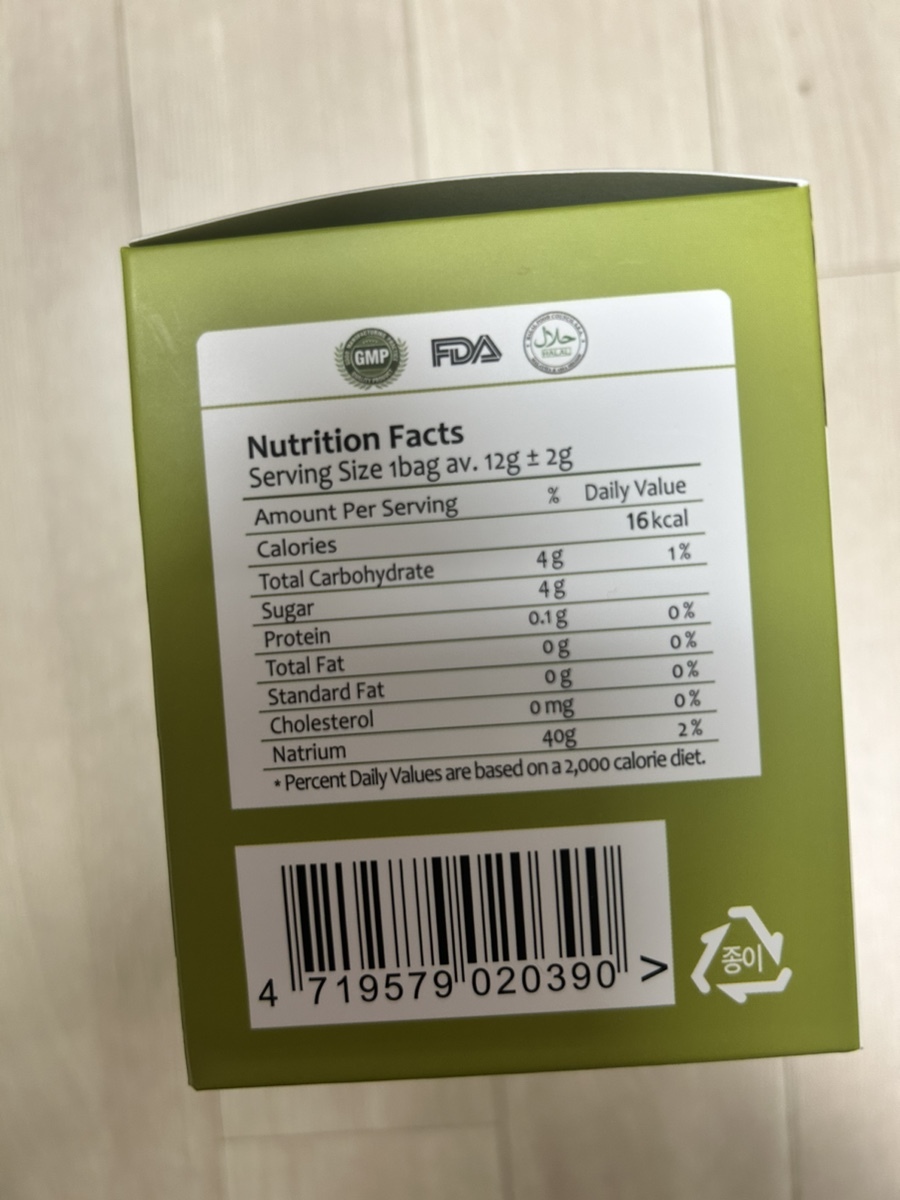 GMP FDA حلال HALAL
Nutrition Facts
Serving Size 1bag av. 12g ± 2g
Amount Per Serving % Daily Value
Calories 16kcal
Total Carbohydrate 4g 1%
Sugar 4g
Protein 0.1g 0%
Total Fat 0g 0%
Standard Fat 0g 0%
Cholesterol 0mg 0%
Natrium 40g 2%
* Percent Daily Values are based on a 2,000 calorie diet.
4 719579 020390 >
종이